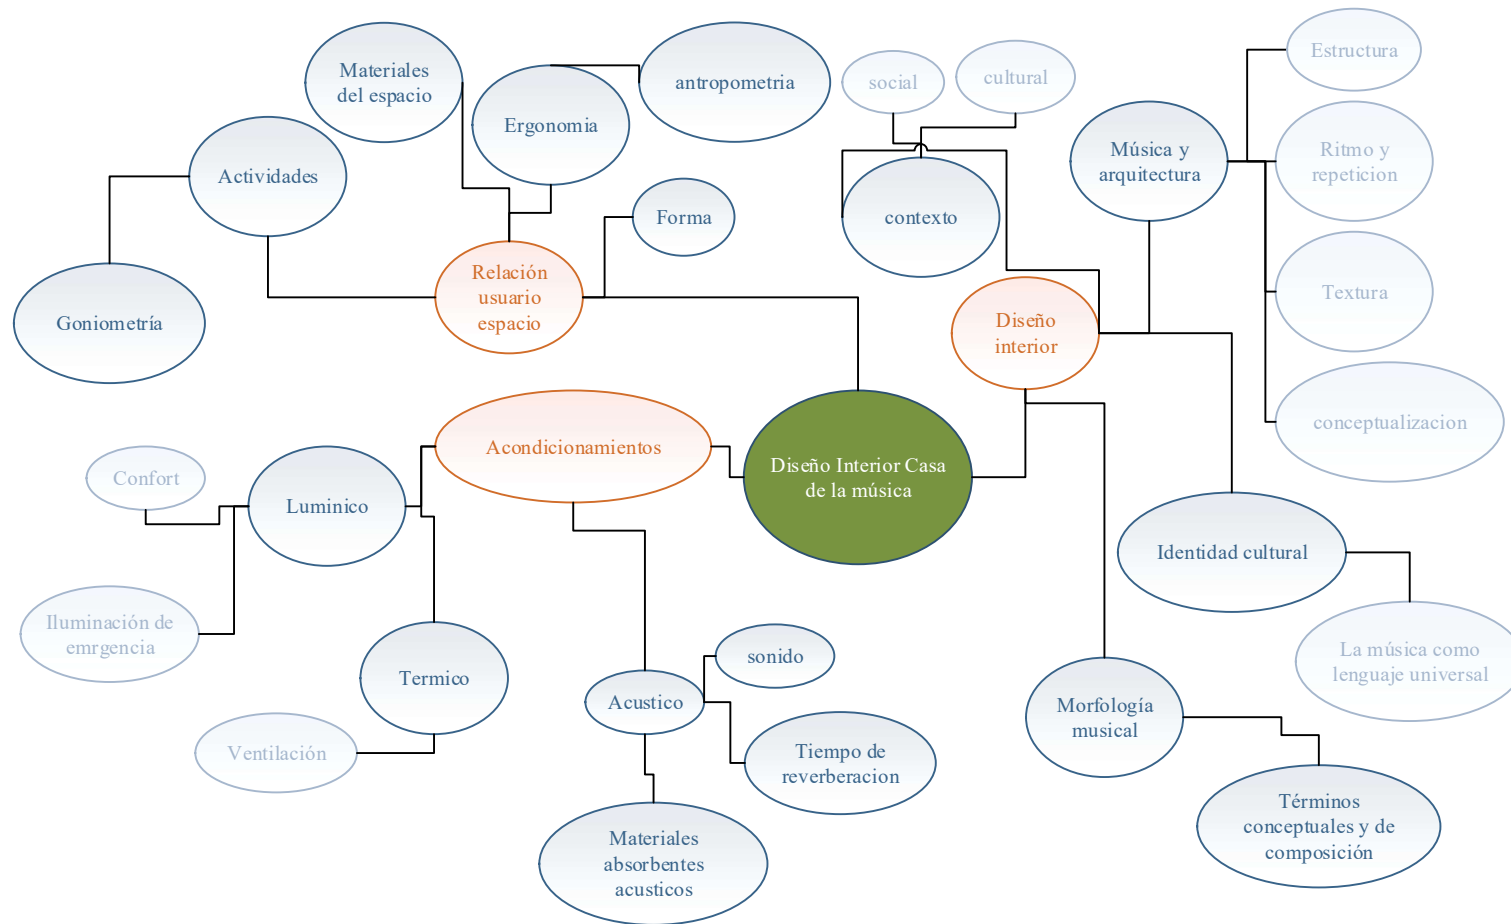 Estructura
Materiales
del espacio
antropometria
social
cultural
Ergonomia
Música y
arquitectura
Ritmo y
repeticion
Actividades
Forma
contexto
Relación
usuario
espacio
Textura
Goniometría
Diseño
interior
conceptualizacion
Acondicionamientos
Diseño Interior Casa
de la música
Confort
Luminico
Identidad cultural
Iluminación de
emrgencia
sonido
La música como
lenguaje universal
Termico
Acustico
Morfología
musical
Ventilación
Tiempo de
reverberacion
Términos
conceptuales y de
composición
Materiales
absorbentes
acusticos